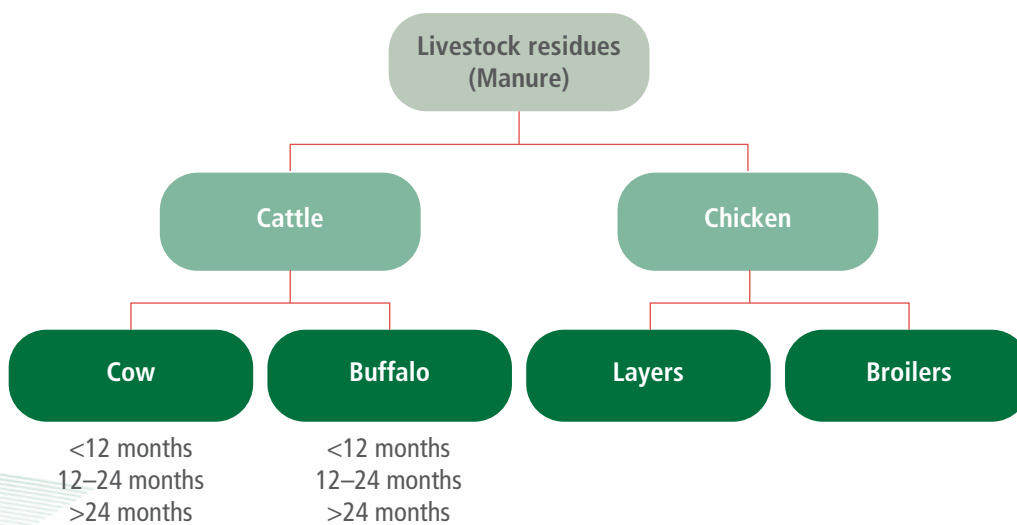 Livestock residues
(Manure)
Cattle
Chicken
Cow
Buffalo
Layers
Broilers
<12 months
12–24 months
>24 months
<12 months
12–24 months
>24 months